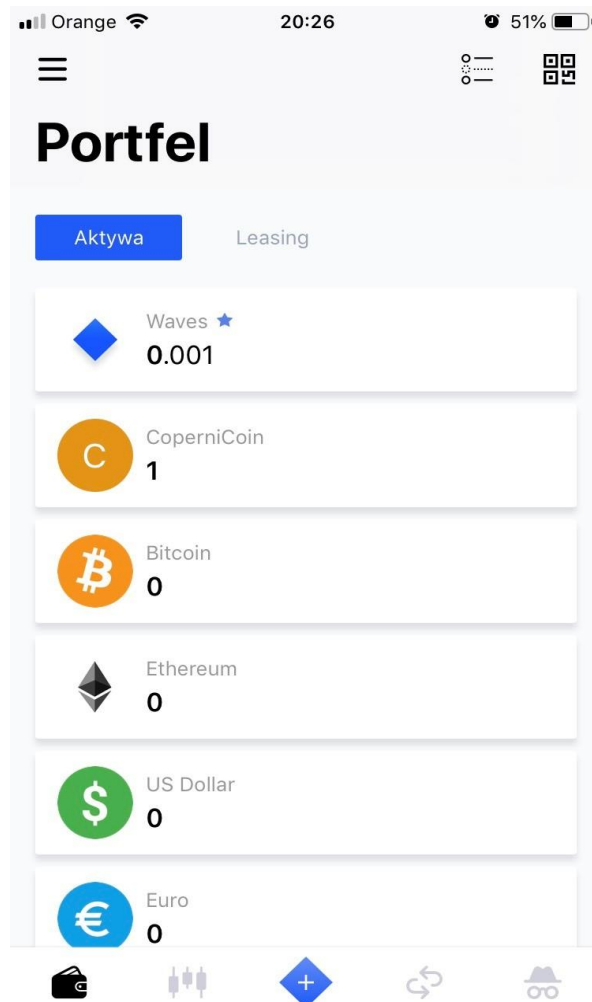 Orange 20:26 51%
Portfel
Aktywa Leasing
Waves
0.001
C CoperniCoin
1
Bitcoin
0
Ethereum
0
$ US Dollar
0
€ Euro
0